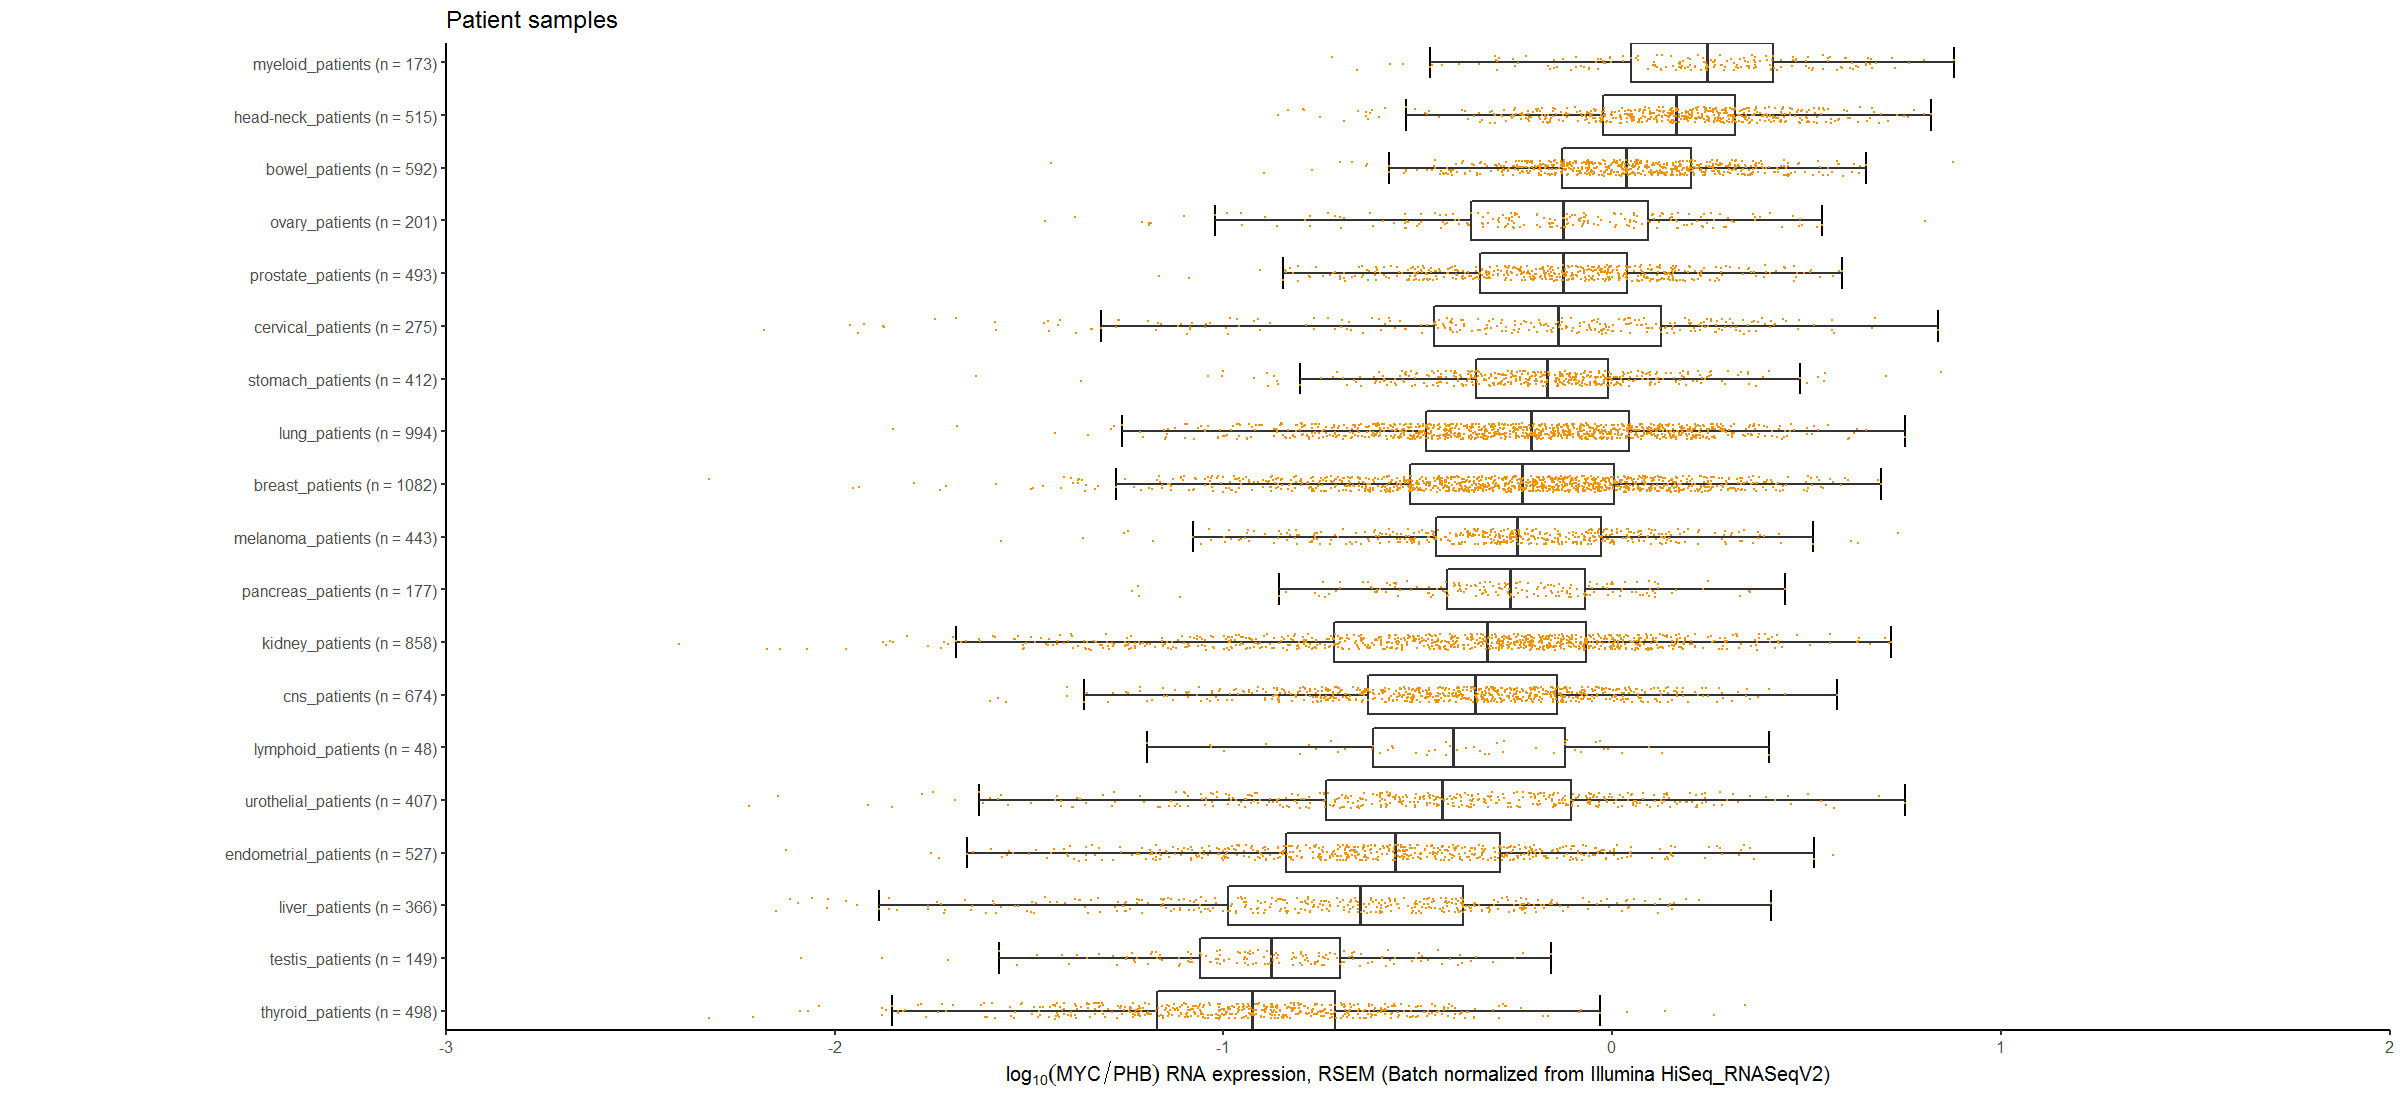 Patient samples
myeloid_patients (n = 173)
head-neck_patients (n = 515)
bowel_patients (n = 592)
ovary_patients (n = 201)
prostate_patients (n = 493)
cervical_patients (n = 275)
stomach_patients (n = 412)
lung_patients (n = 994)
breast_patients (n = 1082)
melanoma_patients (n = 443)
pancreas_patients (n = 177)
kidney_patients (n = 858)
cns_patients (n = 674)
lymphoid_patients (n = 48)
urothelial_patients (n = 407)
endometrial_patients (n = 527)
liver_patients (n = 366)
testis_patients (n = 149)
thyroid_patients (n = 498)
-3 -2 -1 0 1 2
log₁₀(MYC/PHB) RNA expression, RSEM (Batch normalized from Illumina HiSeq_RNASeqV2)